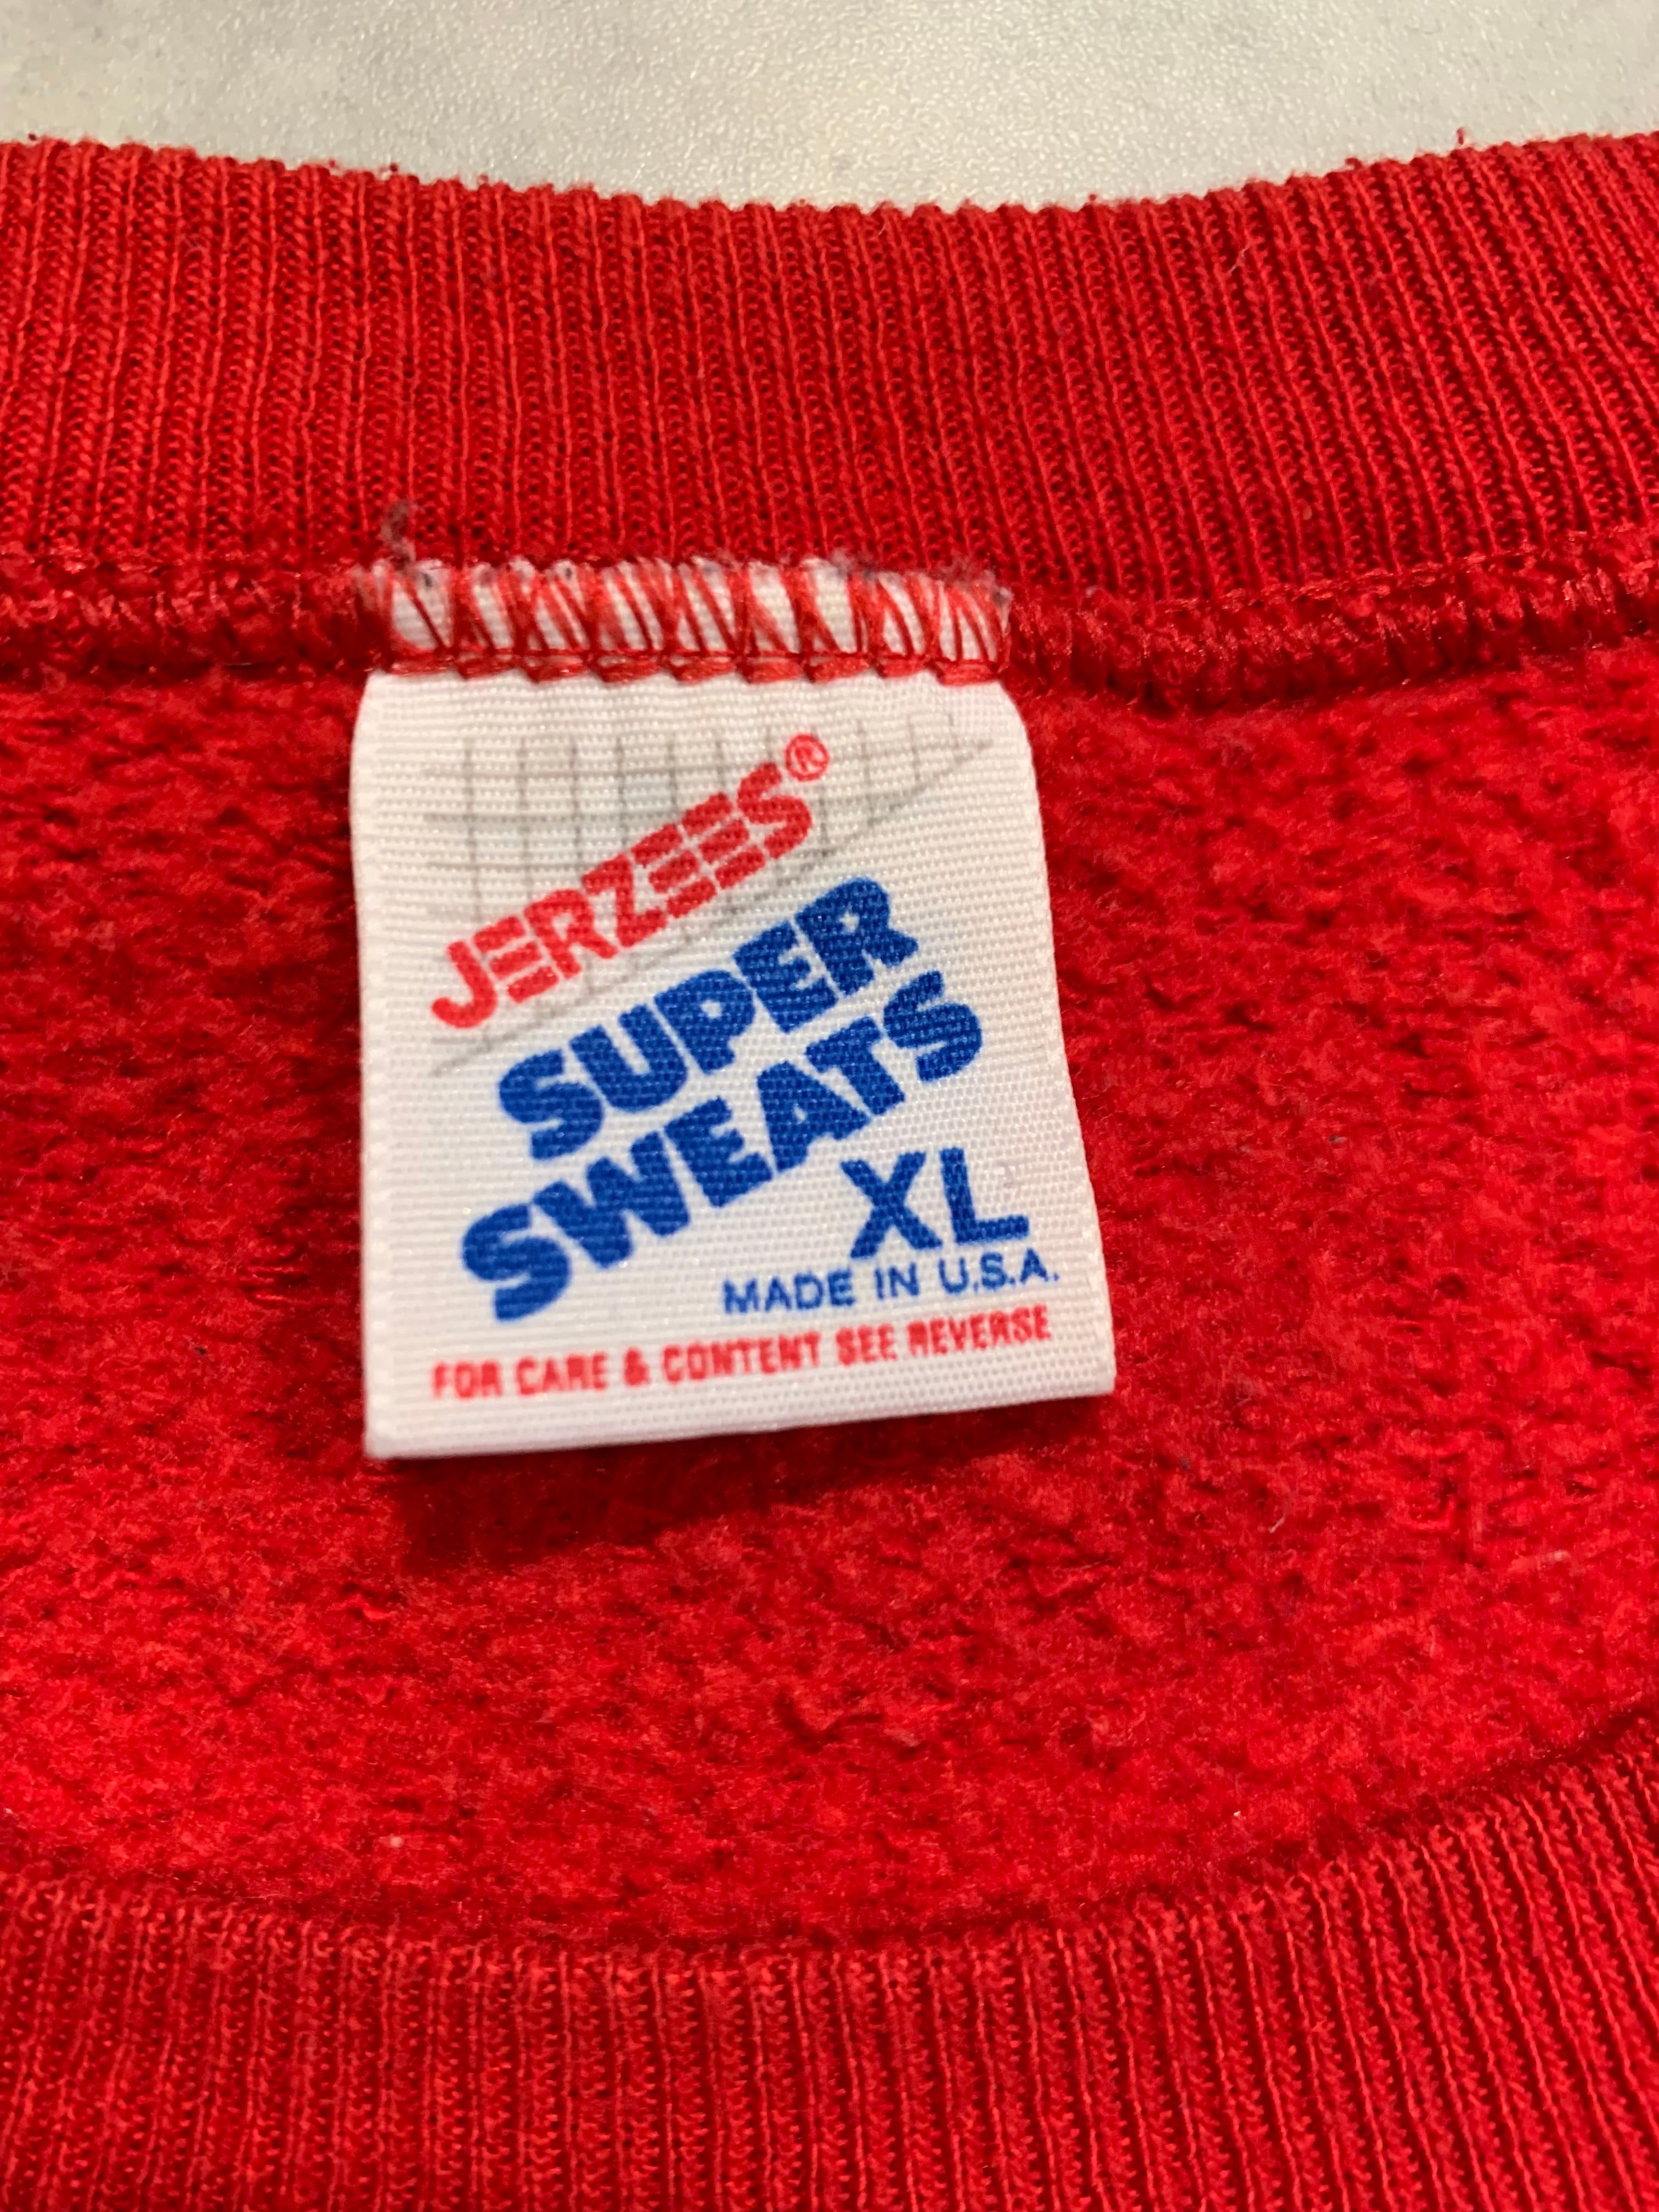 JERZEES®
SUPER
SWEATS
XL
MADE IN U.S.A.
FOR CARE & CONTENT SEE REVERSE